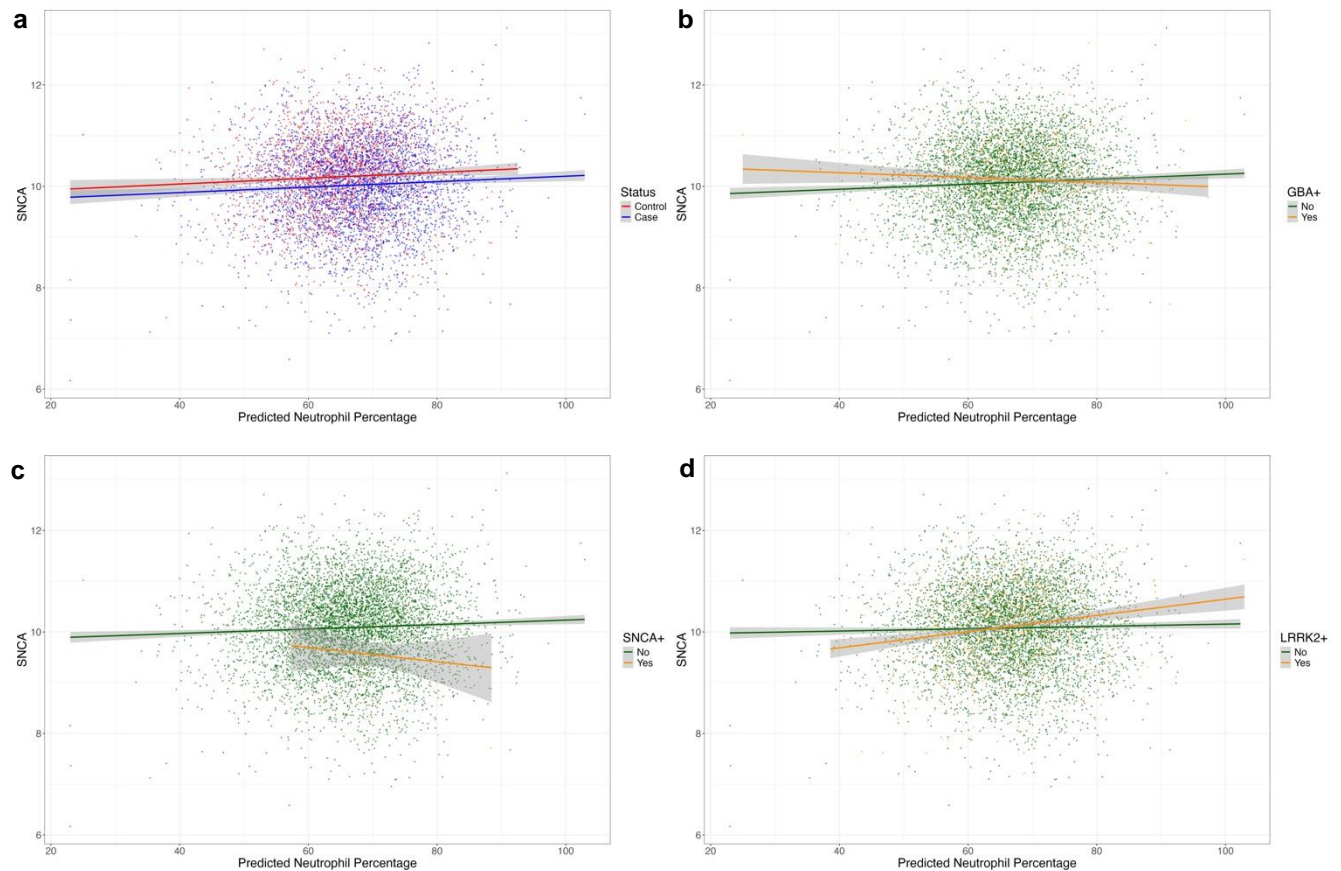 a
12
10
8
6
SNCA
20 40 60 80 100
Predicted Neutrophil Percentage
Status
Control
Case
b
12
10
8
6
SNCA
20 40 60 80 100
Predicted Neutrophil Percentage
GBA+
No
Yes
c
12
10
8
6
SNCA
20 40 60 80 100
Predicted Neutrophil Percentage
SNCA+
No
Yes
d
12
10
8
6
SNCA
20 40 60 80 100
Predicted Neutrophil Percentage
LRRK2+
No
Yes